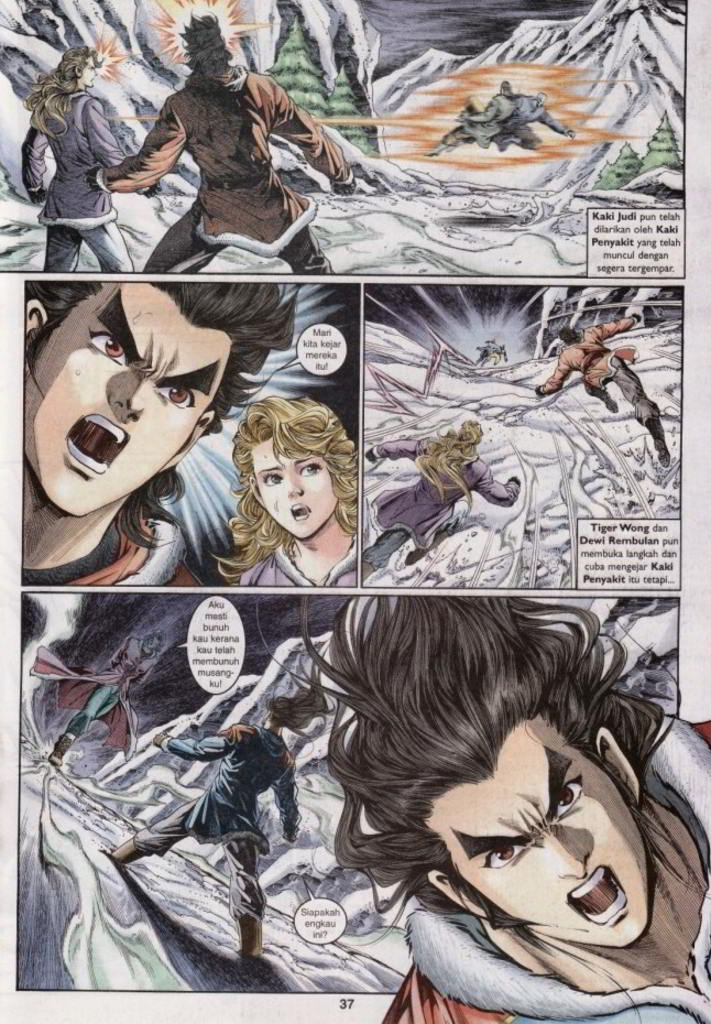 Kaki Judi pun telah
dilarikan oleh Kaki
Penyakit yang telah
muncul dengan
segera tergempar.
Mari
kita kejar
mereka
itu!
Tiger Wong dan
Dewi Rembulan pun
membuka langkah dan
cuba mengejar Kaki
Penyakit itu tetapi...
Aku
mesti
bunuh
kau kerana
kau telah
membunuh
musang-
ku!
Siapakah
engkau
ini?
37